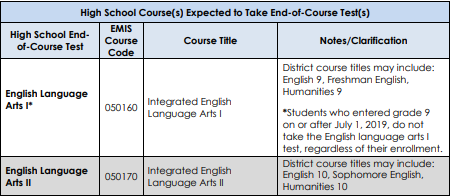 High School Course(s) Expected to Take End-of-Course Test(s)
High School End-of-Course Test
EMIS Course Code
Course Title
Notes/Clarification
English Language
Arts I*
050160
Integrated English
Language Arts I
District course titles may include:
English 9, Freshman English,
Humanities 9
*Students who entered grade 9
on or after July 1, 2019, do not
take the English language arts I
test, regardless of their enrollment.
English Language
Arts II
050170
Integrated English
Language Arts II
District course titles may include:
English 10, Sophomore English,
Humanities 10